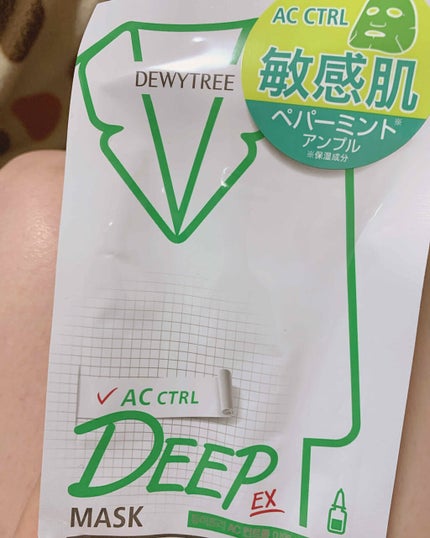 AC CTRL
敏感肌
ペパーミント※
アンプル
※保湿成分
DEWYTREE
✓ AC CTRL
DEEP
EX
MASK